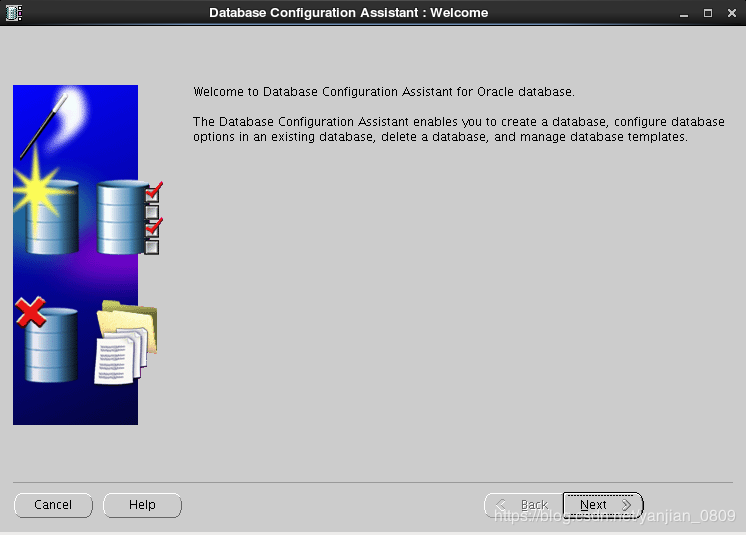 Database Configuration Assistant : Welcome
Welcome to Database Configuration Assistant for Oracle database.
The Database Configuration Assistant enables you to create a database, configure database
options in an existing database, delete a database, and manage database templates.
Cancel
Help
Back
Next
https://blog.csdn.net/yanjian_0809